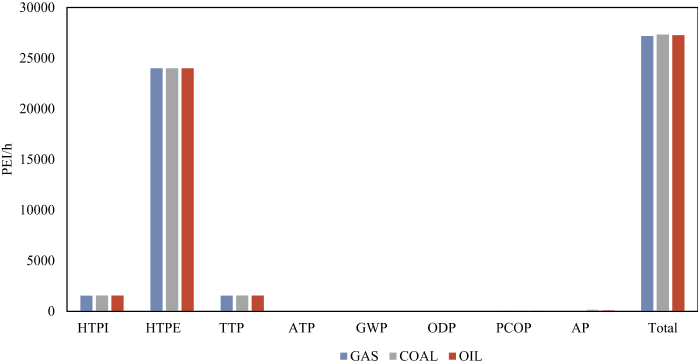 30000
25000
20000
15000
10000
5000
0
PEI/h
HTPI HTPE TTP ATP GWP ODP PCOP AP Total
GAS COAL OIL